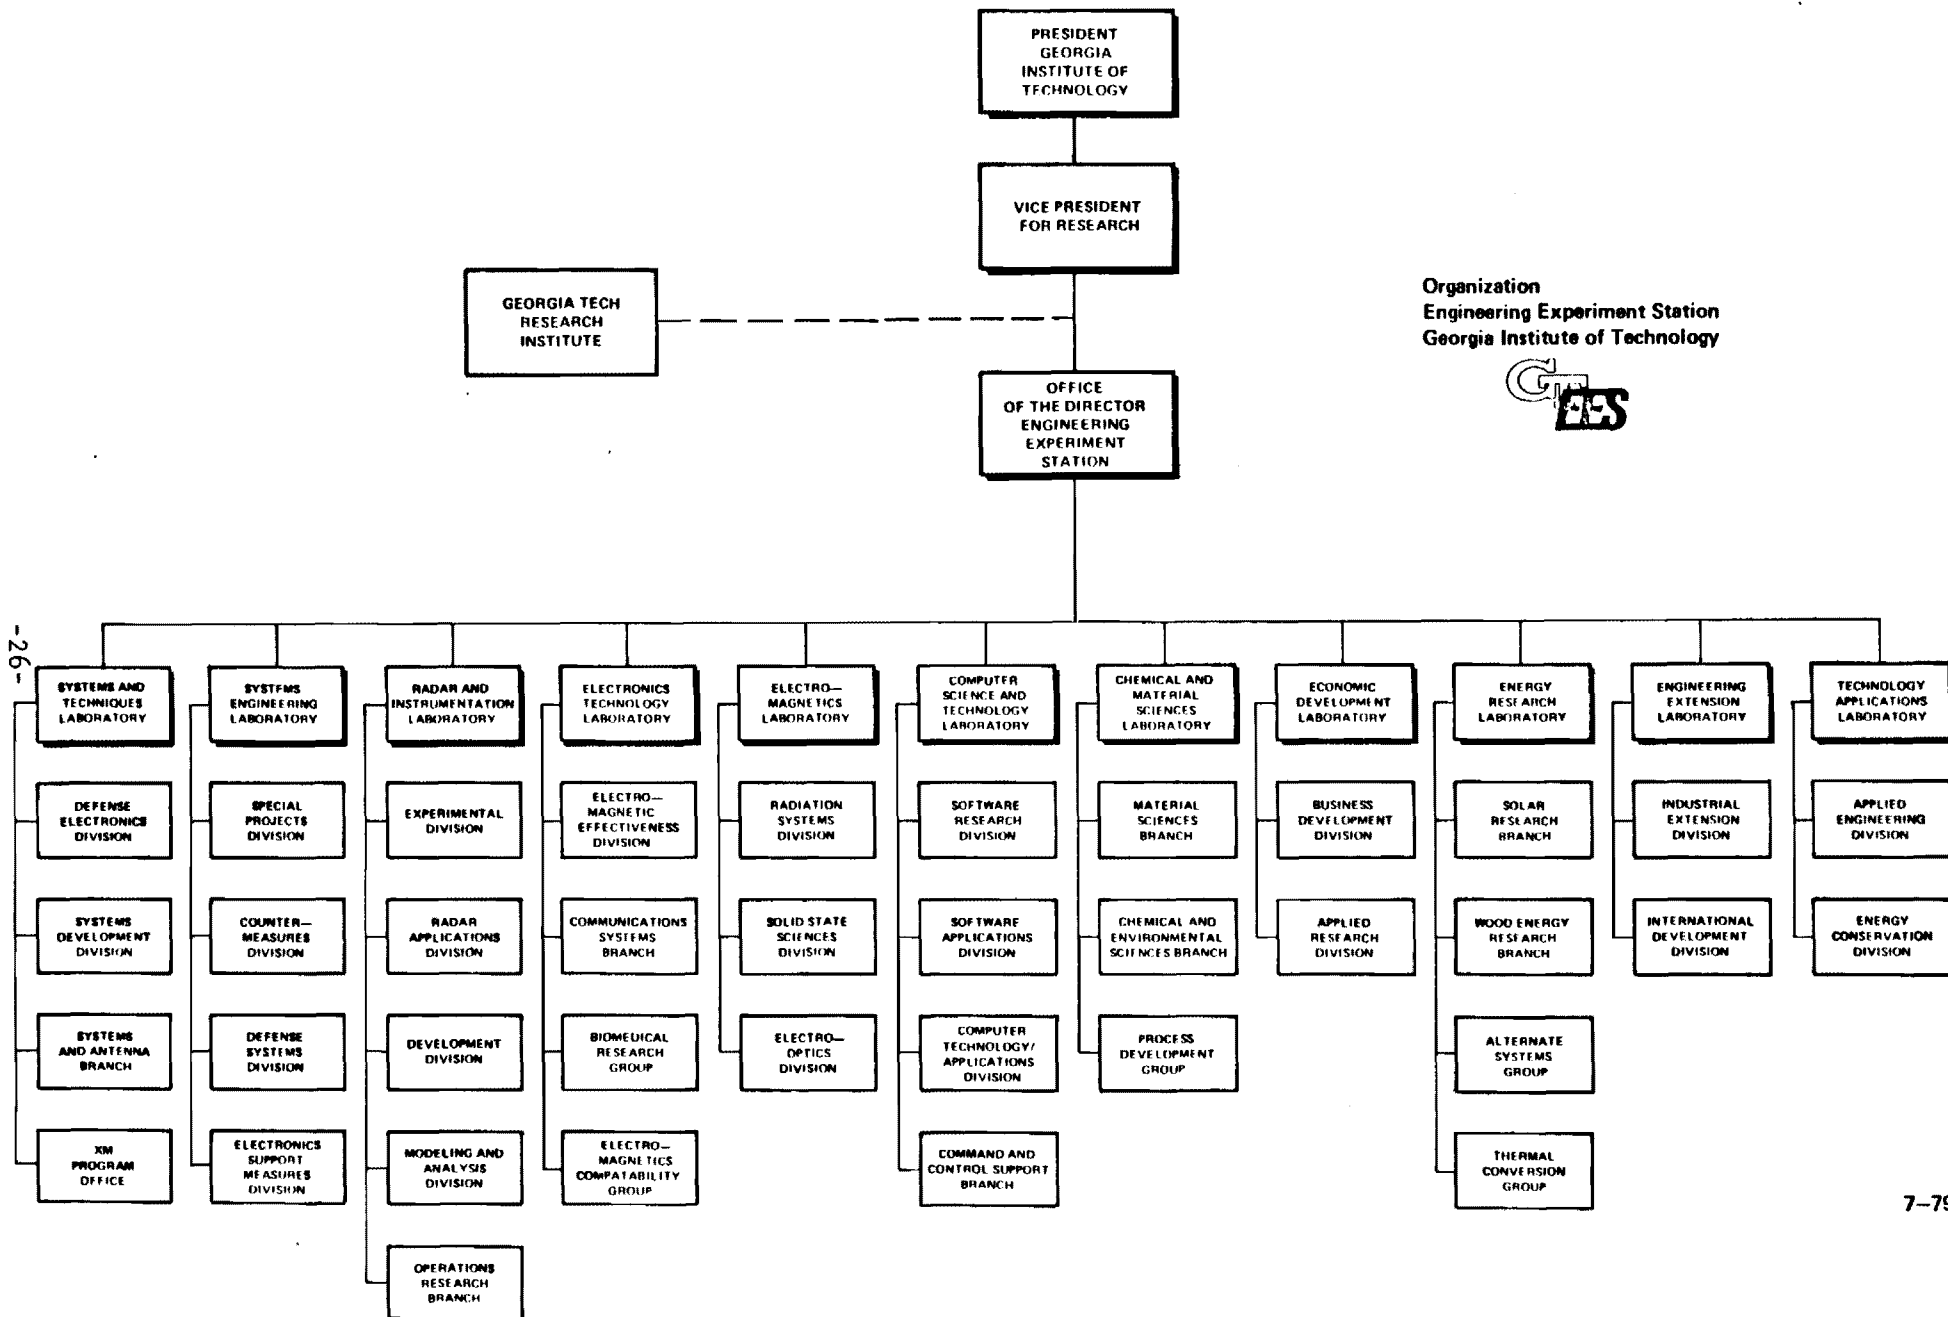 PRESIDENT
GEORGIA
INSTITUTE OF
TECHNOLOGY
VICE PRESIDENT
FOR RESEARCH
GEORGIA TECH
RESEARCH
INSTITUTE
Organization
Engineering Experiment Station
Georgia Institute of Technology
GT
EES
OFFICE
OF THE DIRECTOR
ENGINEERING
EXPERIMENT
STATION
-26-
SYSTEMS AND
TECHNIQUES
LABORATORY
DEFENSE
ELECTRONICS
DIVISION
SYSTEMS
DEVELOPMENT
DIVISION
SYSTEMS
AND ANTENNA
BRANCH
XM
PROGRAM
OFFICE
SYSTEMS
ENGINEERING
LABORATORY
SPECIAL
PROJECTS
DIVISION
COUNTER—
MEASURES
DIVISION
DEFENSE
SYSTEMS
DIVISION
ELECTRONICS
SUPPORT
MEASURES
DIVISION
RADAR AND
INSTRUMENTATION
LABORATORY
EXPERIMENTAL
DIVISION
RADAR
APPLICATIONS
DIVISION
DEVELOPMENT
DIVISION
MODELING AND
ANALYSIS
DIVISION
OPERATIONS
RESEARCH
BRANCH
ELECTRONICS
TECHNOLOGY
LABORATORY
ELECTRO—
MAGNETIC
EFFECTIVENESS
DIVISION
COMMUNICATIONS
SYSTEMS
BRANCH
BIOMEDICAL
RESEARCH
GROUP
ELECTRO—
MAGNETICS
COMPATABILITY
GROUP
ELECTRO—
MAGNETICS
LABORATORY
RADIATION
SYSTEMS
DIVISION
SOLID STATE
SCIENCES
DIVISION
ELECTRO—
OPTICS
DIVISION
COMPUTER
SCIENCE AND
TECHNOLOGY
LABORATORY
SOFTWARE
RESEARCH
DIVISION
SOFTWARE
APPLICATIONS
DIVISION
COMPUTER
TECHNOLOGY/
APPLICATIONS
DIVISION
COMMAND AND
CONTROL SUPPORT
BRANCH
CHEMICAL AND
MATERIAL
SCIENCES
LABORATORY
MATERIAL
SCIENCES
BRANCH
CHEMICAL AND
ENVIRONMENTAL
SCIENCES BRANCH
PROCESS
DEVELOPMENT
GROUP
ECONOMIC
DEVELOPMENT
LABORATORY
BUSINESS
DEVELOPMENT
DIVISION
APPLIED
RESEARCH
DIVISION
ENERGY
RESEARCH
LABORATORY
SOLAR
RESEARCH
BRANCH
WOOD ENERGY
RESEARCH
BRANCH
ALTERNATE
SYSTEMS
GROUP
THERMAL
CONVERSION
GROUP
ENGINEERING
EXTENSION
LABORATORY
INDUSTRIAL
EXTENSION
DIVISION
INTERNATIONAL
DEVELOPMENT
DIVISION
TECHNOLOGY
APPLICATIONS
LABORATORY
APPLIED
ENGINEERING
DIVISION
ENERGY
CONSERVATION
DIVISION
7—79